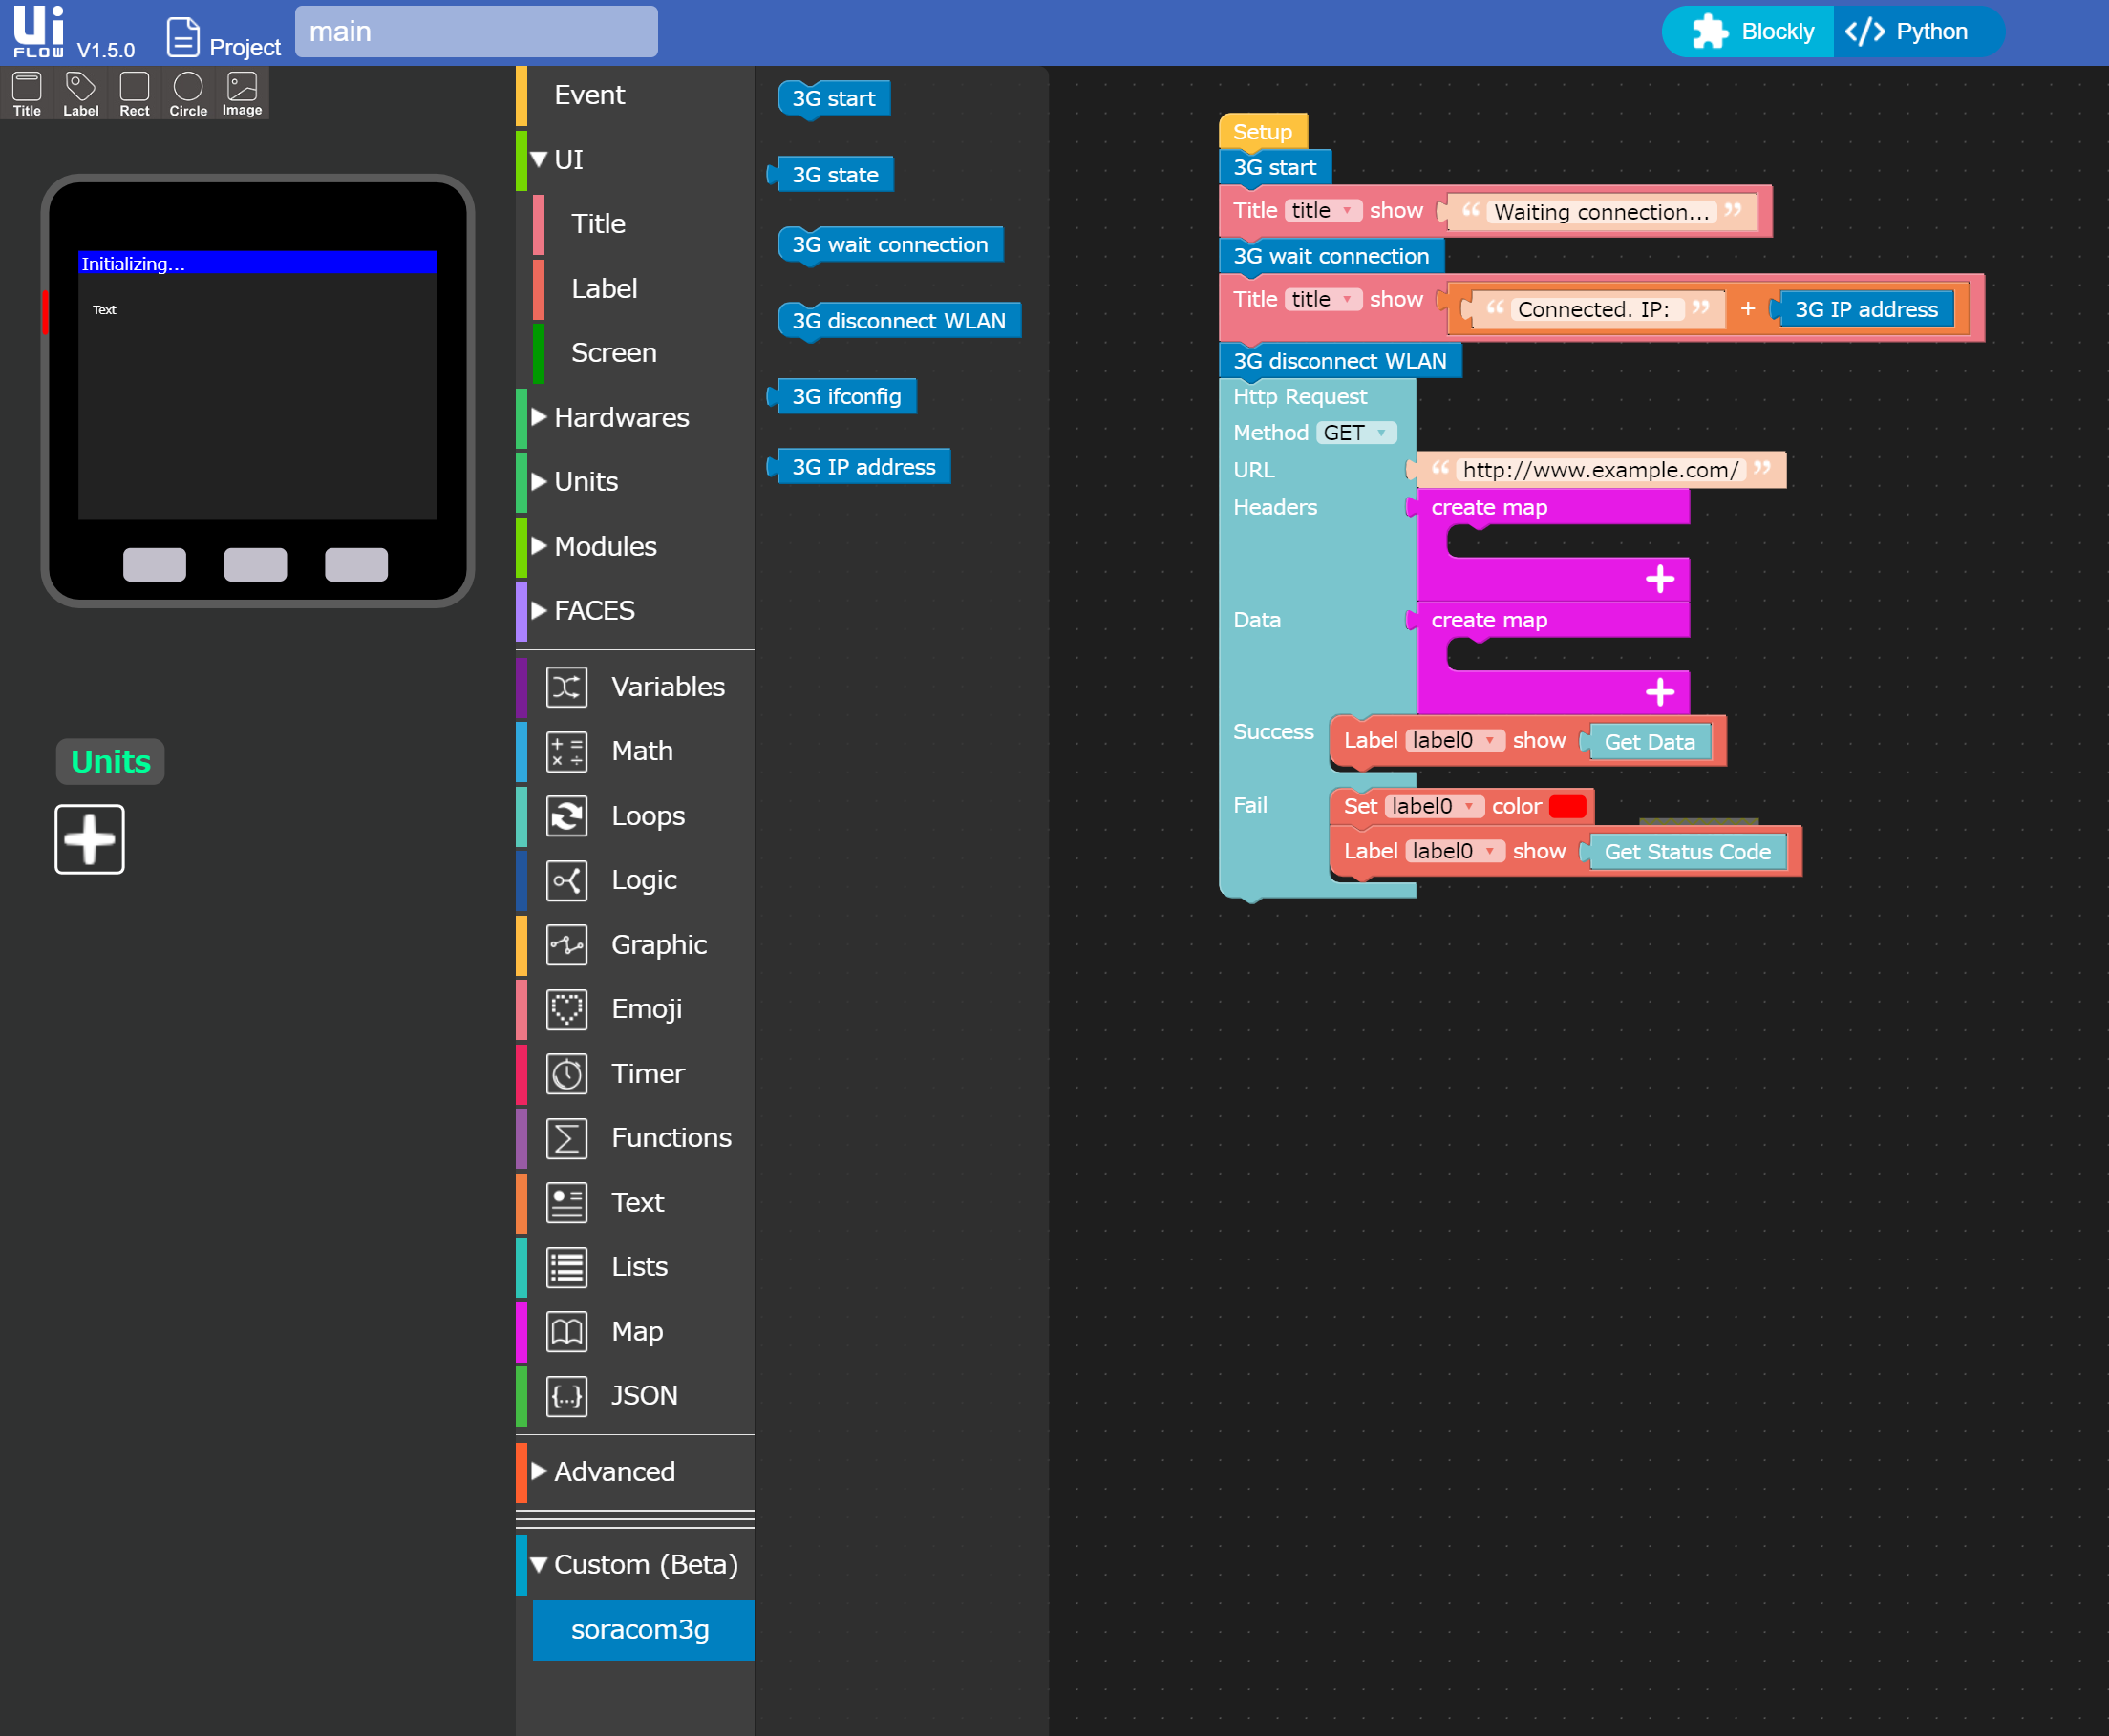 Ui
FLOW V1.5.0 Project main Blockly </> Python
Title Label Rect Circle Image
Initializing...
Text
Units
Event
UI
Title
Label
Screen
Hardwares
Units
Modules
FACES
Variables
Math
Loops
Logic
Graphic
Emoji
Timer
Functions
Text
Lists
Map
{...} JSON
Advanced
Custom (Beta)
soracom3g
3G start
3G state
3G wait connection
3G disconnect WLAN
3G ifconfig
3G IP address
Setup
3G start
Title title show “ Waiting connection... ”
3G wait connection
Title title show “ Connected. IP: ” + 3G IP address
3G disconnect WLAN
Http Request
Method GET
URL “ http://www.example.com/ ”
Headers create map
+
Data create map
+
Success Label label0 show Get Data
Fail Set label0 color
Label label0 show Get Status Code